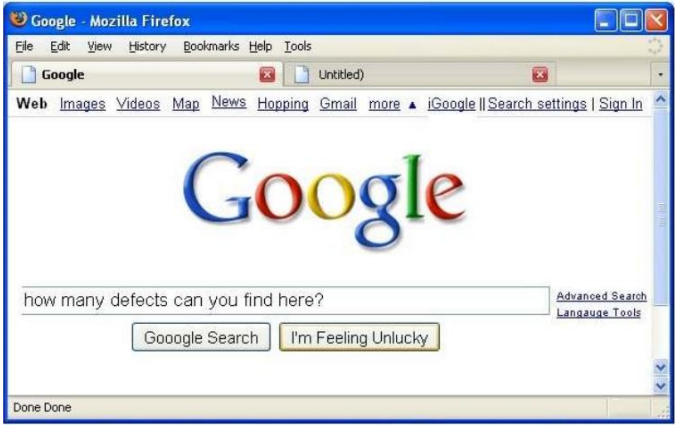 Google - Mozilla Firefox
File Edit View History Bookmarks Help Tools
Google Untitled)
Web Images Videos Map News Hopping Gmail more ▲ iGoogle || Search settings | Sign In
Google
how many defects can you find here?
Advanced Search
Langauge Tools
Gooogle Search I'm Feeling Unlucky
Done Done